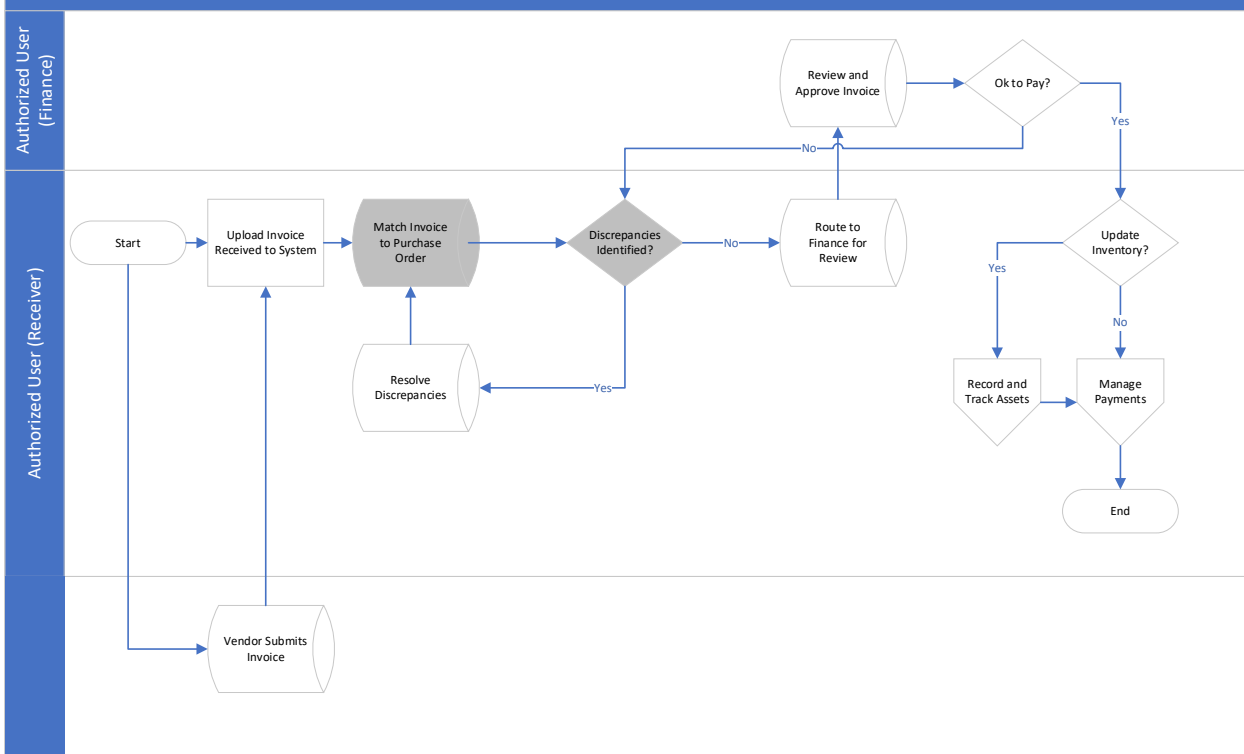 Authorized User
(Finance)
Review and
Approve Invoice
Ok to Pay?
Yes
No
Authorized User (Receiver)
Start
Upload Invoice
Received to System
Match Invoice
to Purchase
Order
Discrepancies
Identified?
No
Route to
Finance for
Review
Update
Inventory?
Yes
No
Resolve
Discrepancies
Yes
Record and
Track Assets
Manage
Payments
End
Vendor Submits
Invoice